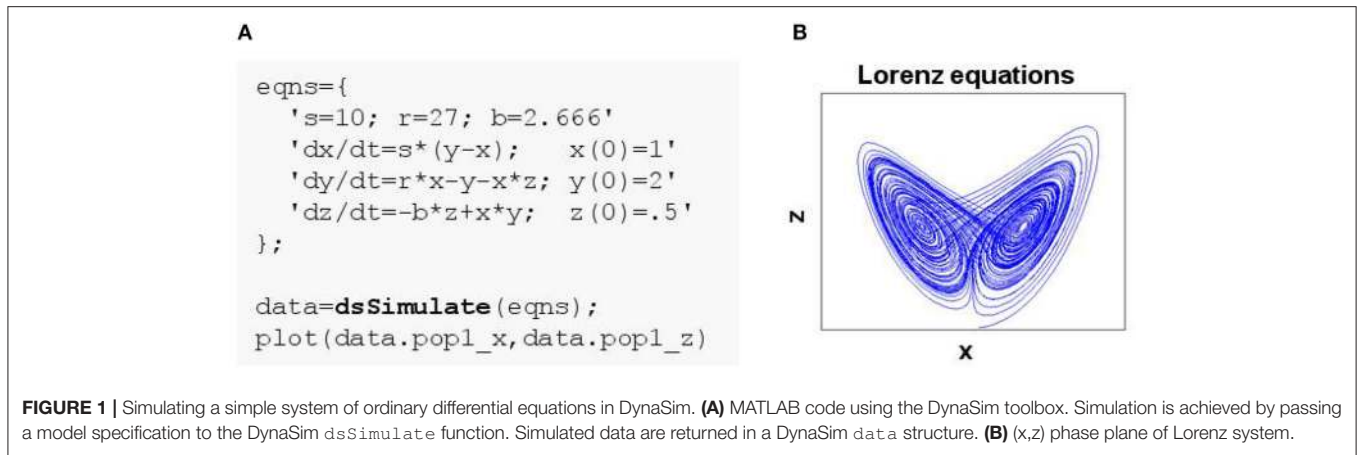 A
eqns={
's=10; r=27; b=2.666'
'dx/dt=s*(y-x);   x(0)=1'
'dy/dt=r*x-y-x*z; y(0)=2'
'dz/dt=-b*z+x*y;  z(0)=.5'
};
data=dsSimulate(eqns);
plot(data.pop1_x,data.pop1_z)
B
Lorenz equations
Z
X
FIGURE 1 | Simulating a simple system of ordinary differential equations in DynaSim. (A) MATLAB code using the DynaSim toolbox. Simulation is achieved by passing
a model specification to the DynaSim dsSimulate function. Simulated data are returned in a DynaSim data structure. (B) (x,z) phase plane of Lorenz system.